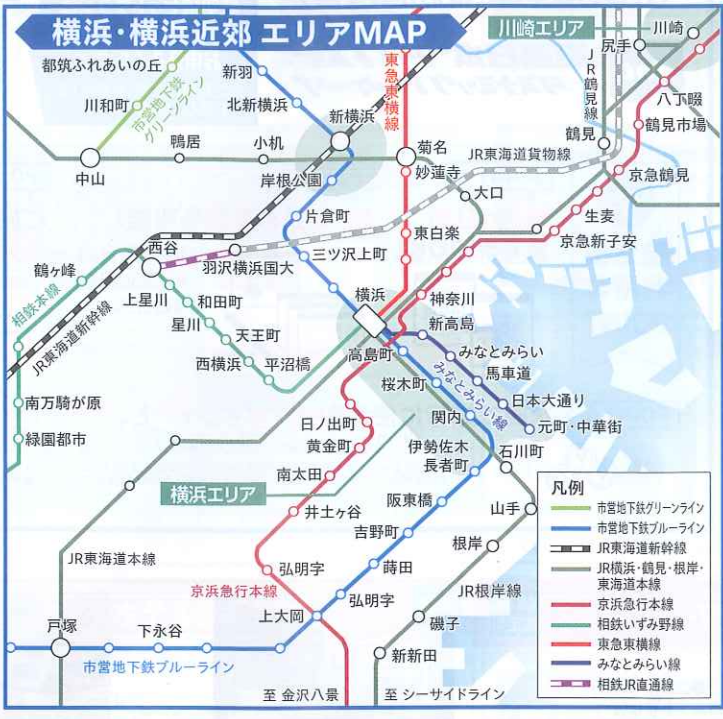 横浜・横浜近郊 エリアMAP
川崎エリア
川崎
尻手
都筑ふれあいの丘
新羽
東急東横線
JR鶴見線
八丁畷
川和町
市営地下鉄
グリーンライン
北新横浜
新横浜
鶴見市場
鴨居
小机
菊名
鶴見
中山
岸根公園
妙蓮寺
JR東海道貨物線
京急鶴見
大口
片倉町
生麦
西谷
東白楽
京急新子安
羽沢横浜国大
三ツ沢上町
鶴ヶ峰
上星川
和田町
横浜
神奈川
相鉄本線
JR東海道新幹線
星川
天王町
新高島
西横浜
平沼橋
高島町
みなとみらい
桜木町
みなとみらい線
馬車道
南万騎が原
日本大通り
緑園都市
日ノ出町
関内
元町・中華街
黄金町
伊勢佐木
長者町
石川町
南太田
横浜エリア
阪東橋
山手
井土ヶ谷
吉野町
根岸
JR東海道本線
弘明字
蒔田
京浜急行本線
弘明字
JR根岸線
上大岡
磯子
戸塚
下永谷
新新田
市営地下鉄ブルーライン
至 金沢八景
至 シーサイドライン
凡例
市営地下鉄グリーンライン
市営地下鉄ブルーライン
JR東海道新幹線
JR横浜・鶴見・根岸・
東海道本線
京浜急行本線
相鉄いずみ野線
東急東横線
みなとみらい線
相鉄JR直通線